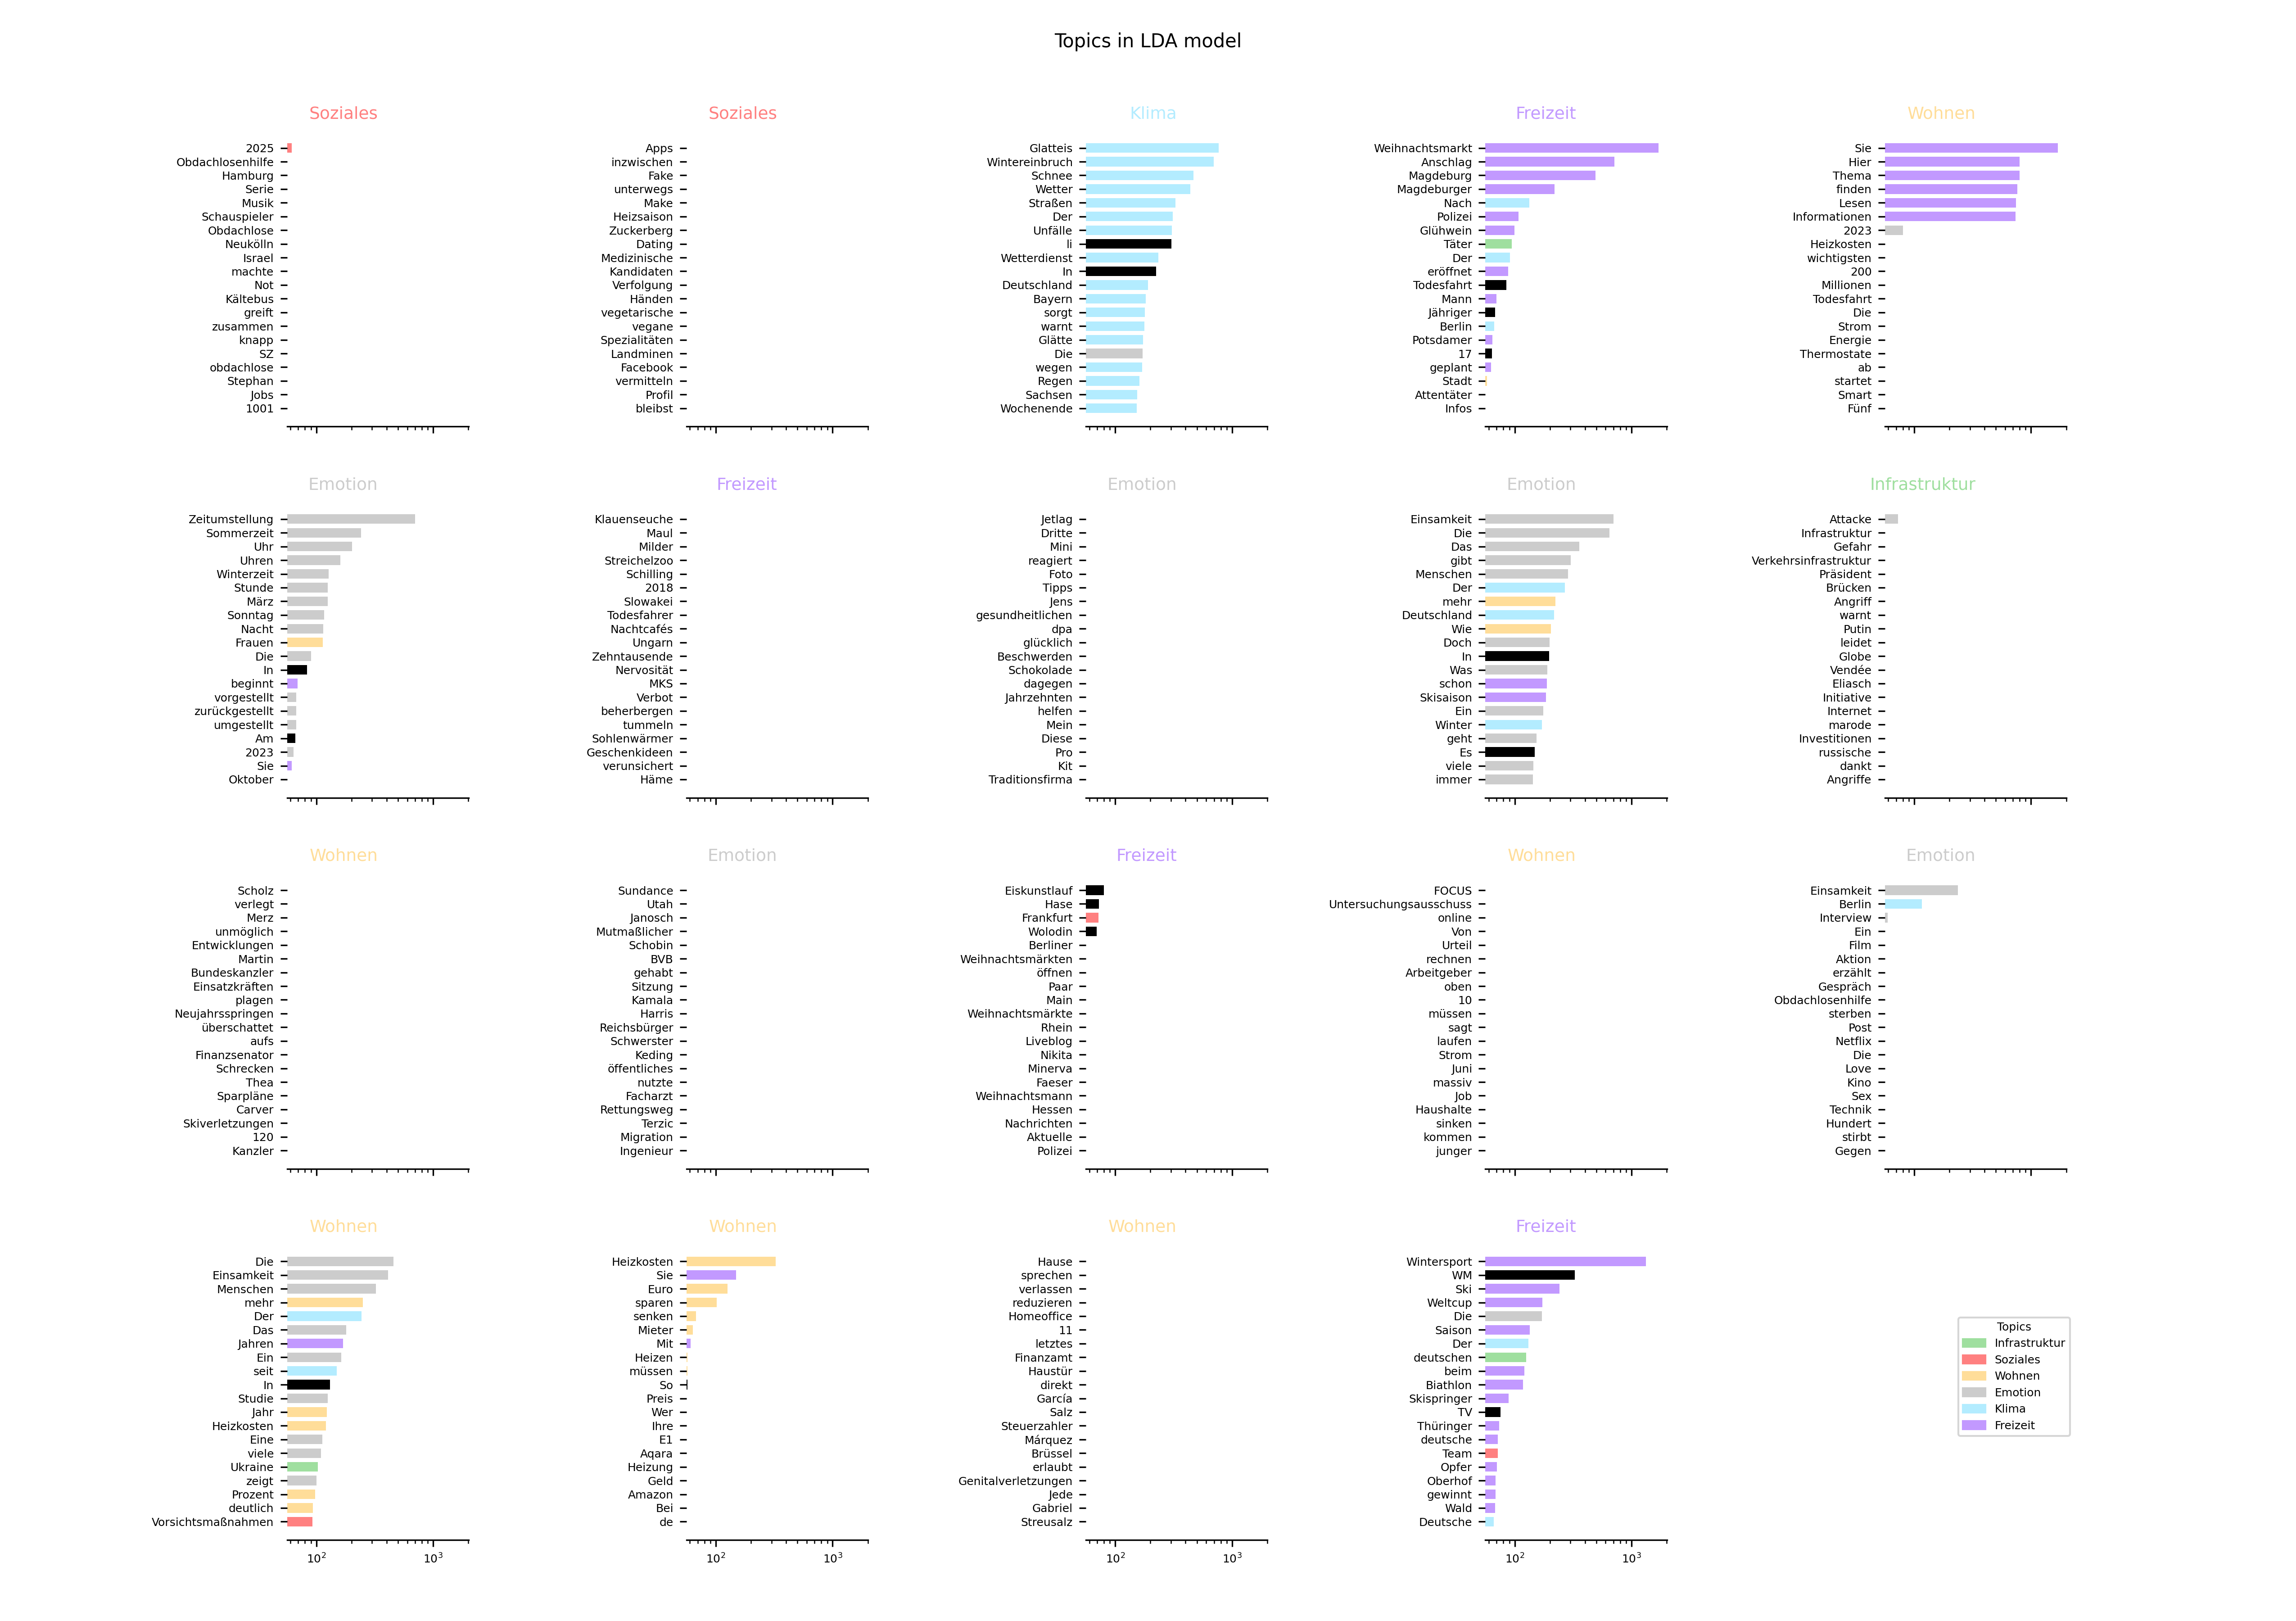 Topics in LDA model
Soziales
2025
Obdachlosenhilfe
Hamburg
Serie
Musik
Schauspieler
Obdachlose
Neukölln
Israel
machte
Not
Kältebus
greift
zusammen
knapp
SZ
obdachlose
Stephan
Jobs
1001
Soziales
Apps
inzwischen
Fake
unterwegs
Make
Heizsaison
Zuckerberg
Dating
Medizinische
Kandidaten
Verfolgung
Händen
vegetarische
vegane
Spezialitäten
Landminen
Facebook
vermitteln
Profil
bleibst
Klima
Glatteis
Wintereinbruch
Schnee
Wetter
Straßen
Der
Unfälle
li
Wetterdienst
In
Deutschland
Bayern
sorgt
warnt
Glätte
Die
wegen
Regen
Sachsen
Wochenende
Freizeit
Weihnachtsmarkt
Anschlag
Magdeburg
Magdeburger
Nach
Polizei
Glühwein
Täter
Der
eröffnet
Todesfahrt
Mann
Jähriger
Berlin
Potsdamer
17
geplant
Stadt
Attentäter
Infos
Wohnen
Sie
Hier
Thema
finden
Lesen
Informationen
2023
Heizkosten
wichtigsten
200
Millionen
Todesfahrt
Die
Strom
Energie
Thermostate
ab
startet
Smart
Fünf
Emotion
Zeitumstellung
Sommerzeit
Uhr
Uhren
Winterzeit
Stunde
März
Sonntag
Nacht
Frauen
Die
In
beginnt
vorgestellt
zurückgestellt
umgestellt
Am
2023
Sie
Oktober
Freizeit
Klauenseuche
Maul
Milder
Streichelzoo
Schilling
2018
Slowakei
Todesfahrer
Nachtcafés
Ungarn
Zehntausende
Nervosität
MKS
Verbot
beherbergen
tummeln
Sohlenwärmer
Geschenkideen
verunsichert
Häme
Emotion
Jetlag
Dritte
Mini
reagiert
Foto
Tipps
Jens
gesundheitlichen
dpa
glücklich
Beschwerden
Schokolade
dagegen
Jahrzehnten
helfen
Mein
Diese
Pro
Kit
Traditionsfirma
Emotion
Einsamkeit
Die
Das
gibt
Menschen
Der
mehr
Deutschland
Wie
Doch
In
Was
schon
Skisaison
Ein
Winter
geht
Es
viele
immer
Infrastruktur
Attacke
Infrastruktur
Gefahr
Verkehrsinfrastruktur
Präsident
Brücken
Angriff
warnt
Putin
leidet
Globe
Vendée
Eliasch
Initiative
Internet
marode
Investitionen
russische
dankt
Angriffe
Wohnen
Scholz
verlegt
Merz
unmöglich
Entwicklungen
Martin
Bundeskanzler
Einsatzkräften
plagen
Neujahrsspringen
überschattet
aufs
Finanzsenator
Schrecken
Thea
Sparpläne
Carver
Skiverletzungen
120
Kanzler
Emotion
Sundance
Utah
Janosch
Mutmaßlicher
Schobin
BVB
gehabt
Sitzung
Kamala
Harris
Reichsbürger
Schwerster
Keding
öffentliches
nutzte
Facharzt
Rettungsweg
Terzic
Migration
Ingenieur
Freizeit
Eiskunstlauf
Hase
Frankfurt
Wolodin
Berliner
Weihnachtsmärkten
öffnen
Paar
Main
Weihnachtsmärkte
Rhein
Liveblog
Nikita
Minerva
Faeser
Weihnachtsmann
Hessen
Nachrichten
Aktuelle
Polizei
Wohnen
FOCUS
Untersuchungsausschuss
online
Von
Urteil
rechnen
Arbeitgeber
oben
10
müssen
sagt
laufen
Strom
Juni
massiv
Job
Haushalte
sinken
kommen
junger
Emotion
Einsamkeit
Berlin
Interview
Ein
Film
Aktion
erzählt
Gespräch
Obdachlosenhilfe
sterben
Post
Netflix
Die
Love
Kino
Sex
Technik
Hundert
stirbt
Gegen
Wohnen
Die
Einsamkeit
Menschen
mehr
Der
Das
Jahren
Ein
seit
In
Studie
Jahr
Heizkosten
Eine
viele
Ukraine
zeigt
Prozent
deutlich
Vorsichtsmaßnahmen
10² 10³
Wohnen
Heizkosten
Sie
Euro
sparen
senken
Mieter
Mit
Heizen
müssen
So
Preis
Wer
Ihre
E1
Aqara
Heizung
Geld
Amazon
Bei
de
10² 10³
Wohnen
Hause
sprechen
verlassen
reduzieren
Homeoffice
11
letztes
Finanzamt
Haustür
direkt
García
Salz
Steuerzahler
Márquez
Brüssel
erlaubt
Genitalverletzungen
Jede
Gabriel
Streusalz
10² 10³
Freizeit
Wintersport
WM
Ski
Weltcup
Die
Saison
Der
deutschen
beim
Biathlon
Skispringer
TV
Thüringer
deutsche
Team
Opfer
Oberhof
gewinnt
Wald
Deutsche
10² 10³
Topics
Infrastruktur
Soziales
Wohnen
Emotion
Klima
Freizeit